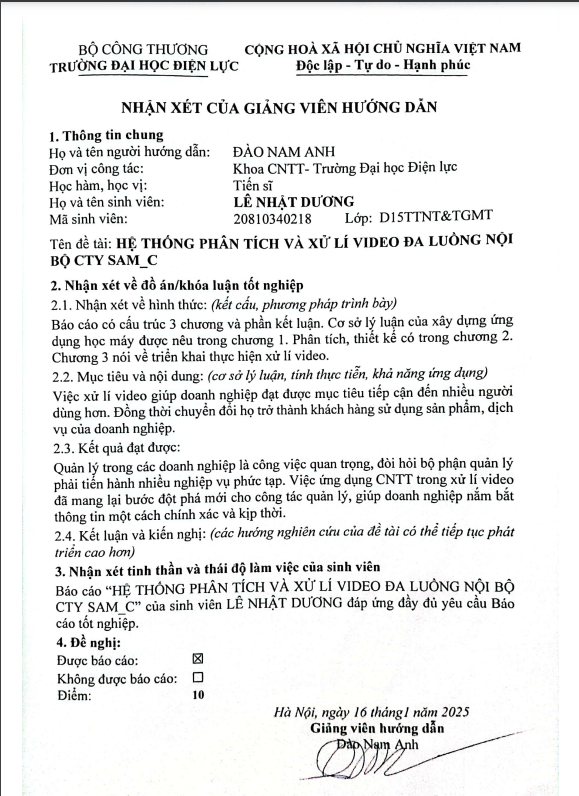 BỘ CÔNG THƯƠNG
TRƯỜNG ĐẠI HỌC ĐIỆN LỰC
CỘNG HOÀ XÃ HỘI CHỦ NGHĨA VIỆT NAM
Độc lập - Tự do - Hạnh phúc
NHẬN XÉT CỦA GIẢNG VIÊN HƯỚNG DẪN
1. Thông tin chung
Họ và tên người hướng dẫn: ĐÀO NAM ANH
Đơn vị công tác: Khoa CNTT- Trường Đại học Điện lực
Học hàm, học vị: Tiến sĩ
Họ và tên sinh viên: LÊ NHẬT DƯƠNG
Mã sinh viên: 20810340218 Lớp: D15TTNT&TGMT
Tên đề tài: HỆ THỐNG PHÂN TÍCH VÀ XỬ LÍ VIDEO ĐA LUỒNG NỘI
BỘ CTY SAM_C
2. Nhận xét về đồ án/khóa luận tốt nghiệp
2.1. Nhận xét về hình thức: (kết cấu, phương pháp trình bày)
Báo cáo có cấu trúc 3 chương và phần kết luận. Cơ sở lý luận của xây dựng ứng
dụng học máy được nêu trong chương 1. Phân tích, thiết kế có trong chương 2.
Chương 3 nói về triển khai thực hiện xử lí video.
2.2. Mục tiêu và nội dung: (cơ sở lý luận, tính thực tiễn, khả năng ứng dụng)
Việc xử lí video giúp doanh nghiệp đạt được mục tiêu tiếp cận đến nhiều người
dùng hơn. Đồng thời chuyển đổi họ trở thành khách hàng sử dụng sản phẩm, dịch
vụ của doanh nghiệp.
2.3. Kết quả đạt được:
Quản lý trong các doanh nghiệp là công việc quan trọng, đòi hỏi bộ phận quản lý
phải tiến hành nhiều nghiệp vụ phức tạp. Việc ứng dụng CNTT trong xử lí video
đã mang lại bước đột phá mới cho công tác quản lý, giúp doanh nghiệp nắm bắt
thông tin một cách chính xác và kịp thời.
2.4. Kết luận và kiến nghị: (các hướng nghiên cứu của đề tài có thể tiếp tục phát
triển cao hơn)
3. Nhận xét tinh thần và thái độ làm việc của sinh viên
Báo cáo “HỆ THỐNG PHÂN TÍCH VÀ XỬ LÍ VIDEO ĐA LUỒNG NỘI BỘ
CTY SAM_C” của sinh viên LÊ NHẬT DƯƠNG đáp ứng đầy đủ yêu cầu Báo
cáo tốt nghiệp.
4. Đề nghị:
Được báo cáo: ☒
Không được báo cáo: ☐
Điểm: 10
Hà Nội, ngày 16 tháng1 năm 2025
Giảng viên hướng dẫn
Đào Nam Anh